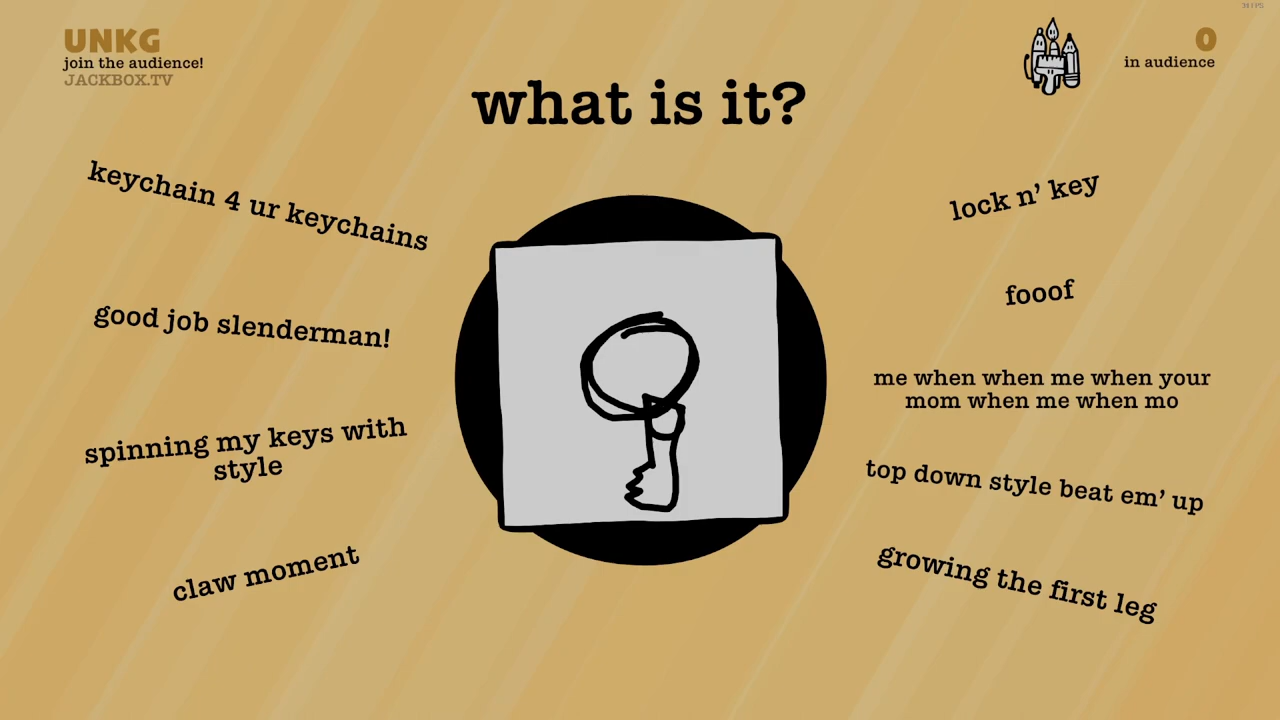 UNKG
join the audience!
JACKBOX.TV
0
in audience
what is it?
keychain 4 ur keychains
good job slenderman!
spinning my keys with
style
claw moment
lock n' key
fooof
me when when me when your
mom when me when mo
top down style beat em' up
growing the first leg